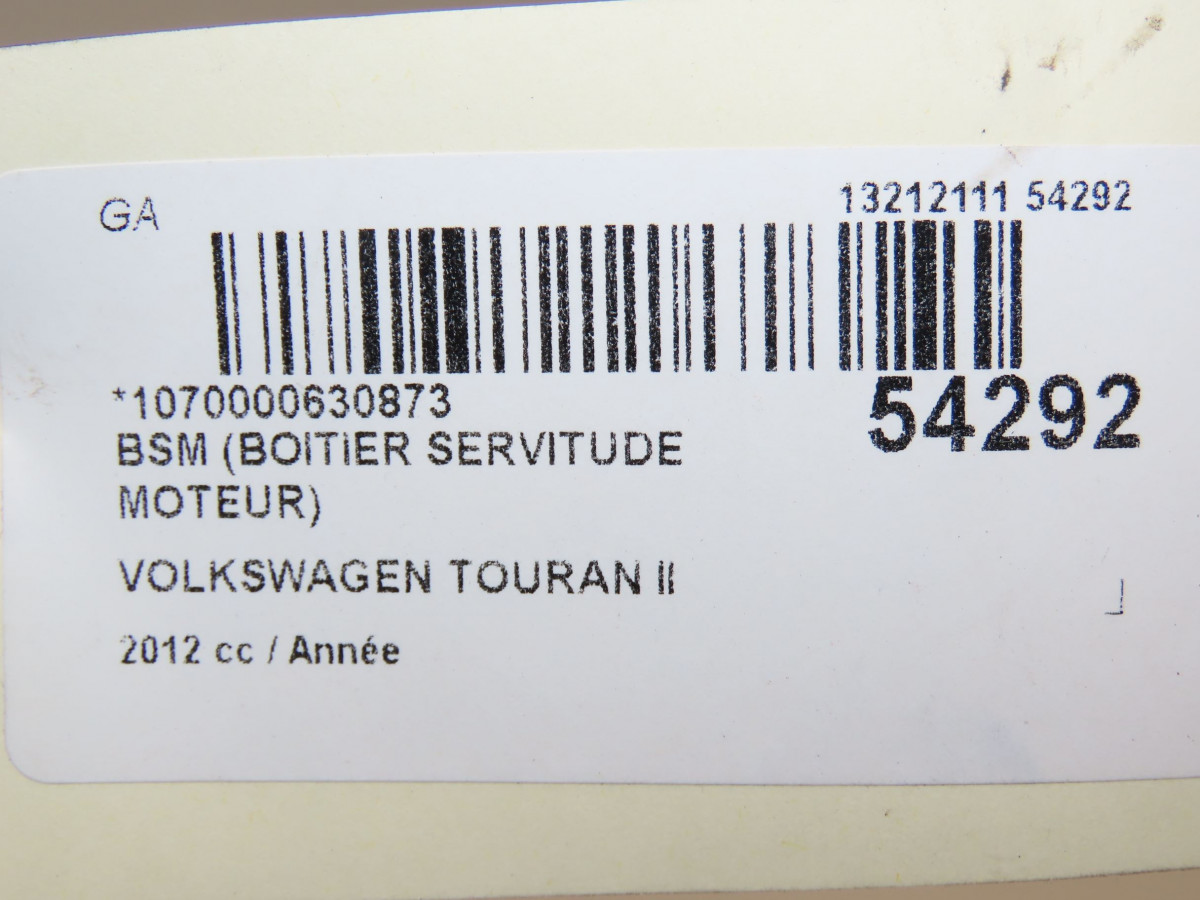 GA
13212111 54292
*1070000630873
54292
BSM (BOITIER SERVITUDE
MOTEUR)
VOLKSWAGEN TOURAN II
2012 cc / Année